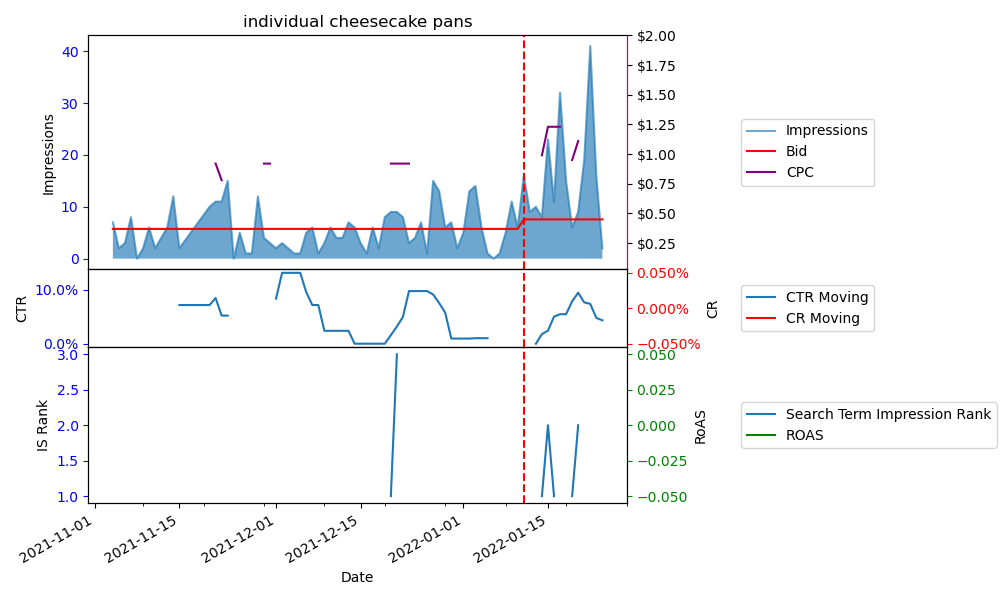 individual cheesecake pans
Impressions
40
30
20
10
0
$2.00
$1.75
$1.50
$1.25
$1.00
$0.75
$0.50
$0.25
Impressions
Bid
CPC
CTR
10.0%
0.0%
0.050%
0.000%
−0.050%
CR
CTR Moving
CR Moving
IS Rank
3.0
2.5
2.0
1.5
1.0
0.050
0.025
0.000
−0.025
−0.050
RoAS
Search Term Impression Rank
ROAS
2021-11-01
2021-11-15
2021-12-01
2021-12-15
2022-01-01
2022-01-15
Date